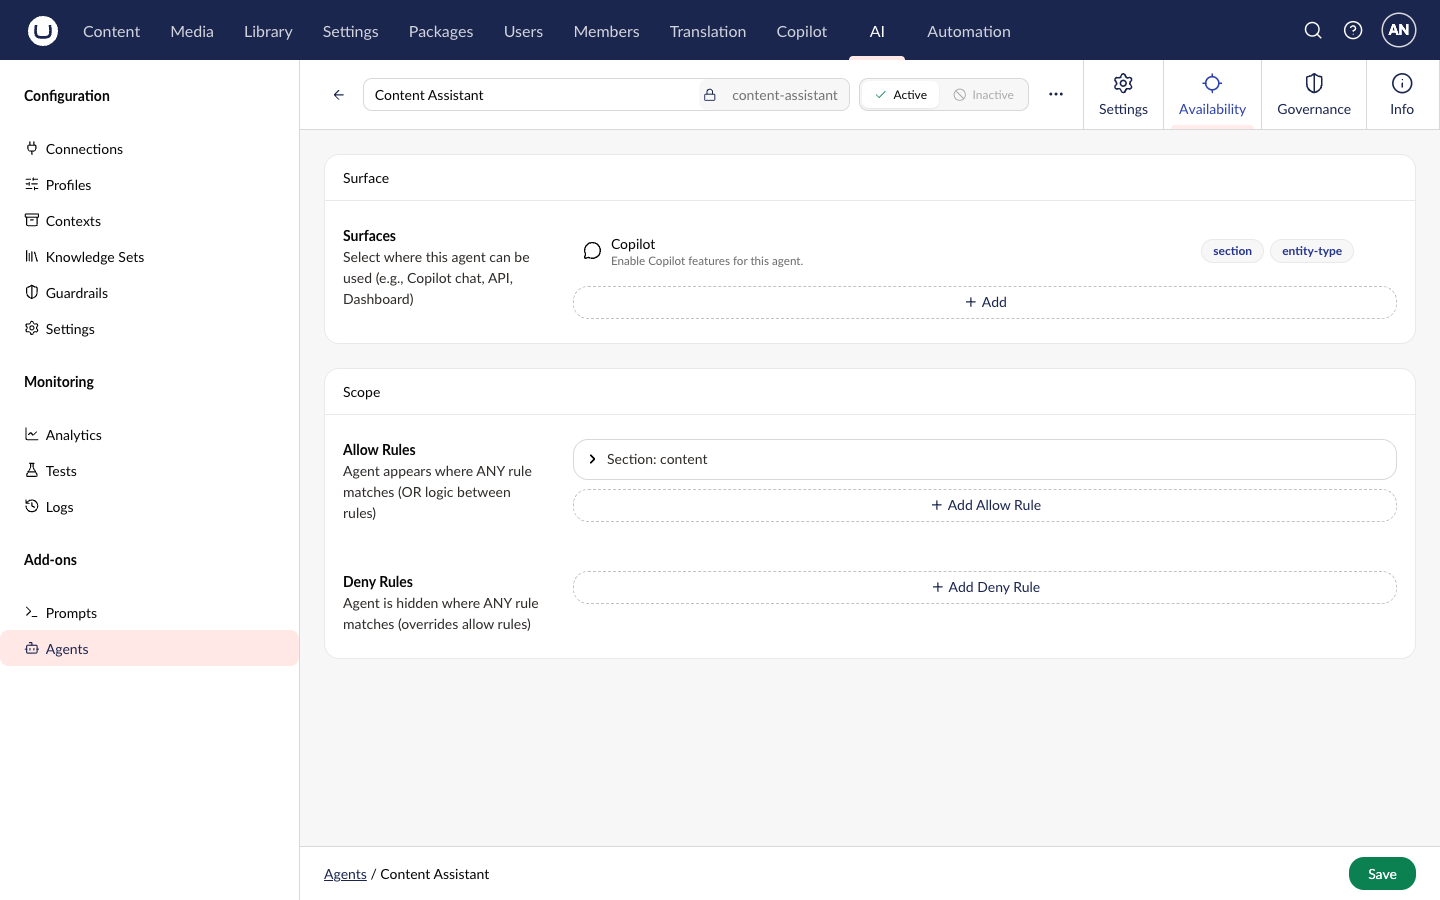 Content Media Library Settings Packages Users Members Translation Copilot AI Automation AN
Configuration
Connections
Profiles
Contexts
Knowledge Sets
Guardrails
Settings
Monitoring
Analytics
Tests
Logs
Add-ons
Prompts
Agents
Content Assistant content-assistant Active Inactive
Settings Availability Governance Info
Surface
Surfaces
Select where this agent can be
used (e.g., Copilot chat, API,
Dashboard)
Copilot
Enable Copilot features for this agent.
section entity-type
+ Add
Scope
Allow Rules
Agent appears where ANY rule
matches (OR logic between
rules)
Section: content
+ Add Allow Rule
Deny Rules
Agent is hidden where ANY rule
matches (overrides allow rules)
+ Add Deny Rule
Agents / Content Assistant
Save